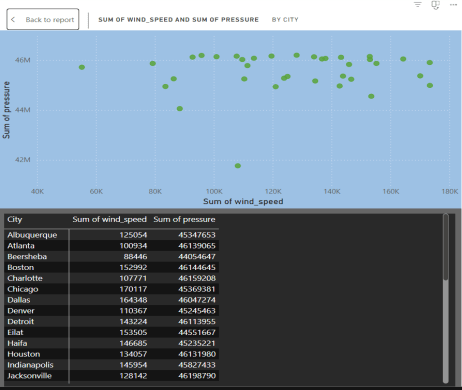 < Back to report
SUM OF WIND_SPEED AND SUM OF PRESSURE BY CITY
Sum of pressure
46M
44M
42M
40K 60K 80K 100K 120K 140K 160K 180K
Sum of wind_speed
City Sum of wind_speed Sum of pressure
Albuquerque 125054 45347653
Atlanta 100934 46139065
Beersheba 88446 44054647
Boston 152992 46144645
Charlotte 107771 46159208
Chicago 170117 45369381
Dallas 164348 46047274
Denver 110367 45245463
Detroit 143224 46113955
Eilat 153505 44551667
Haifa 146685 45235221
Houston 134057 46131980
Indianapolis 145954 45827433
Jacksonville 128142 46198790